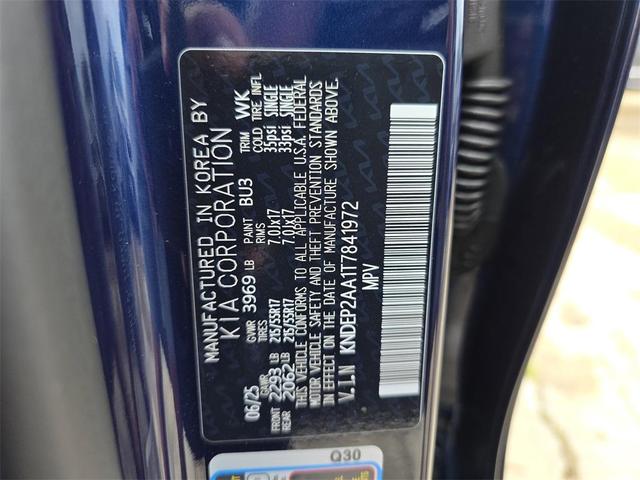 MANUFACTURED IN KOREA BY
KIA CORPORATION
06/25 GVWR 3969 LB PAINT BU3 TRIM WK
GAWR TIRES RIMS COLD TIRE INFL
FRONT 2293 LB 215/55R17 7.0Jx17 35psi SINGLE
REAR 2062 LB 215/55R17 7.0Jx17 33psi SINGLE
THIS VEHICLE CONFORMS TO ALL APPLICABLE U.S.A. FEDERAL
MOTOR VEHICLE SAFETY AND THEFT PREVENTION STANDARDS
IN EFFECT ON THE DATE OF MANUFACTURE SHOWN ABOVE.
V.I.N KNDEP2AA1T7841972
MPV
Q30